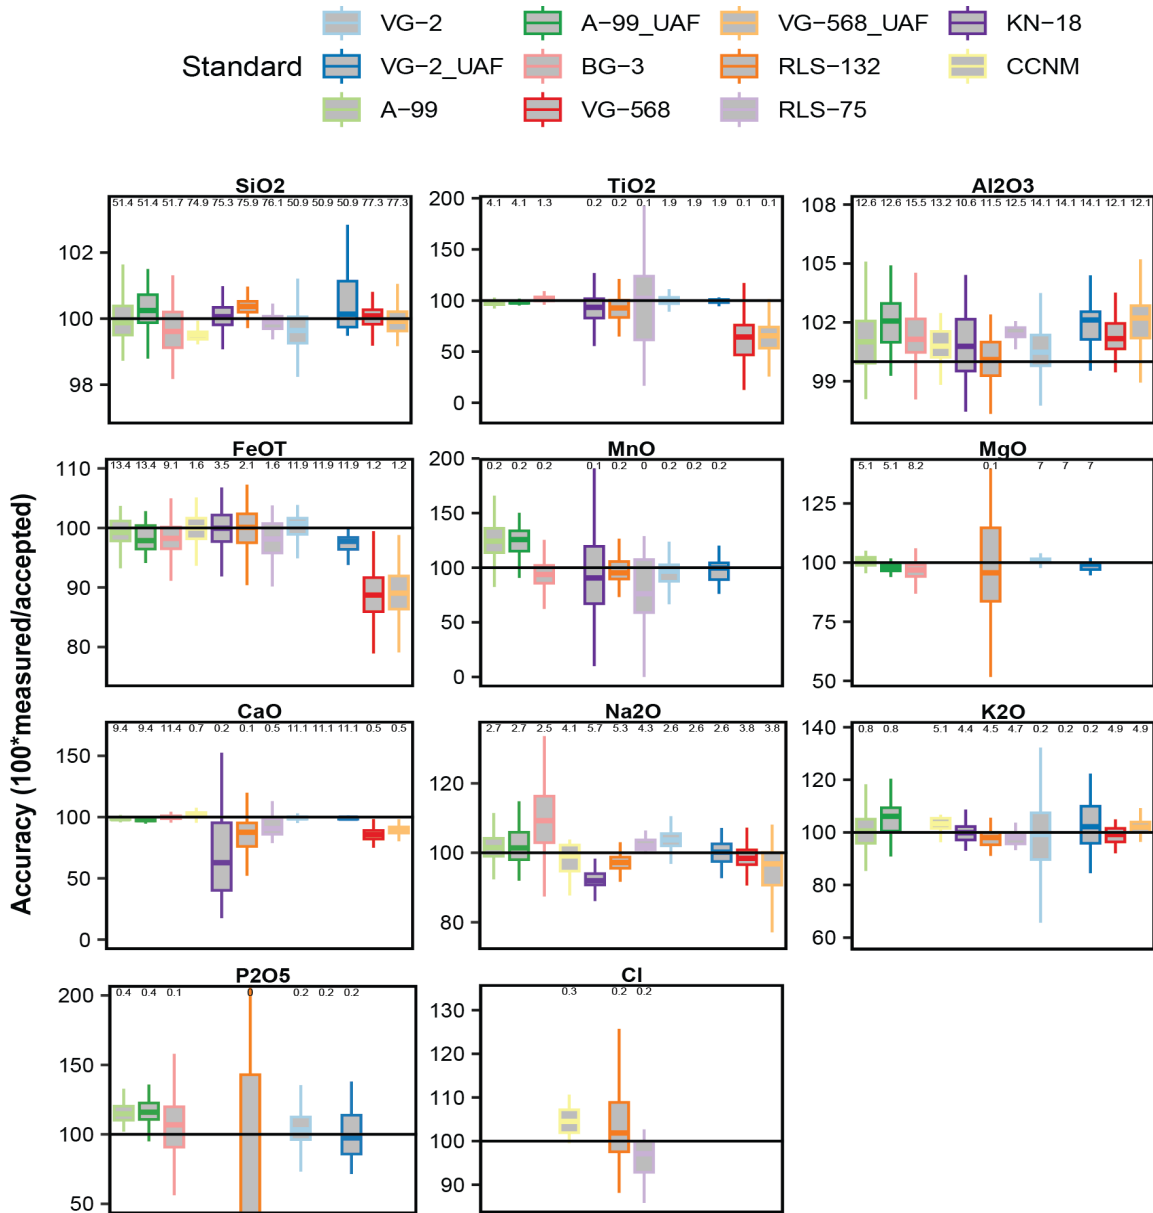 VG−2 A−99_UAF VG−568_UAF KN−18
Standard VG−2_UAF BG−3 RLS−132 CCNM
A−99 VG−568 RLS−75
Accuracy (100*measured/accepted)
SiO2
51.4 51.4 51.7 74.9 75.3 75.9 76.1 50.9 50.9 50.9 77.3 77.3
102
100
98
TiO2
4.1 4.1 1.3 0.2 0.2 0.1 1.9 1.9 1.9 0.1 0.1
200
150
100
50
0
Al2O3
12.6 12.6 15.5 13.2 10.6 11.5 12.5 14.1 14.1 14.1 12.1 12.1
108
105
102
99
FeOT
13.4 13.4 9.1 1.6 3.5 2.1 1.6 11.9 11.9 11.9 1.2 1.2
110
100
90
80
MnO
0.2 0.2 0.2 0.1 0.2 0 0.2 0.2 0.2
200
150
100
50
0
MgO
5.1 5.1 8.2 0.1 7 7 7
125
100
75
50
CaO
9.4 9.4 11.4 0.7 0.2 0.1 0.5 11.1 11.1 11.1 0.5 0.5
150
100
50
0
Na2O
2.7 2.7 2.5 4.1 5.7 5.3 4.3 2.6 2.6 2.6 3.8 3.8
120
100
80
K2O
0.8 0.8 5.1 4.4 4.5 4.7 0.2 0.2 0.2 4.9 4.9
140
120
100
80
60
P2O5
0.4 0.4 0.1 0 0.2 0.2 0.2
200
150
100
50
Cl
0.3 0.2 0.2
130
120
110
100
90